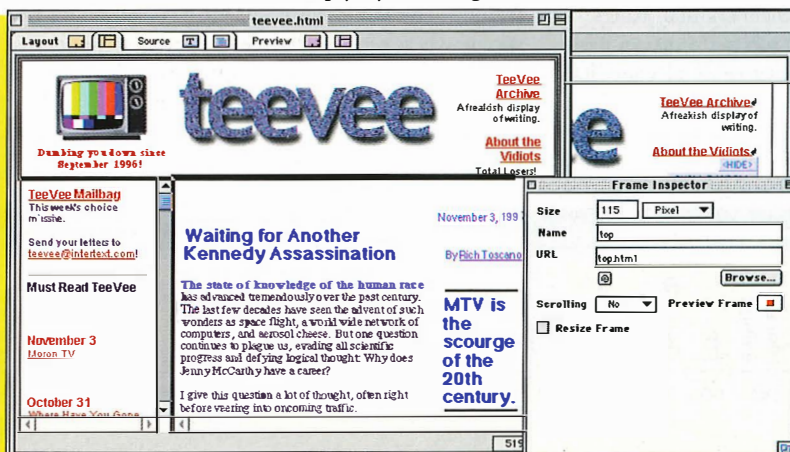 teevee.html
Layout Source Preview
teevee
Dumbing you down since
September 1996!
TeeVee
Archive
A freakish display
of writing.
About the
Vidiots
Total Losers!
TeeVee Archive
A freakish display of
writing.
About the Vidiots
<HIDE>
TeeVee Mailbag
This week's choice
missive.
Send your letters to
teevee@intertext.com!
Must Read TeeVee
November 3
Moron TV
October 31
Where Have You Gone
November 3, 199
Waiting for Another
Kennedy Assassination
By Rich Toscano
The state of knowledge of the human race
has advanced tremendously over the past century.
The last few decades have seen the advent of such
wonders as space flight, a world wide network of
computers, and aerosol cheese. But one question
continues to plague us, evading all scientific
progress and defying logical thought: Why does
Jenny McCarthy have a career?
I give this question a lot of thought, often right
before veering into oncoming traffic.
MTV is
the
scourge
of the
20th
century.
519
Frame Inspector
Size 115 Pixel
Name top
URL top.html
Browse...
Scrolling No Preview Frame
Resize Frame